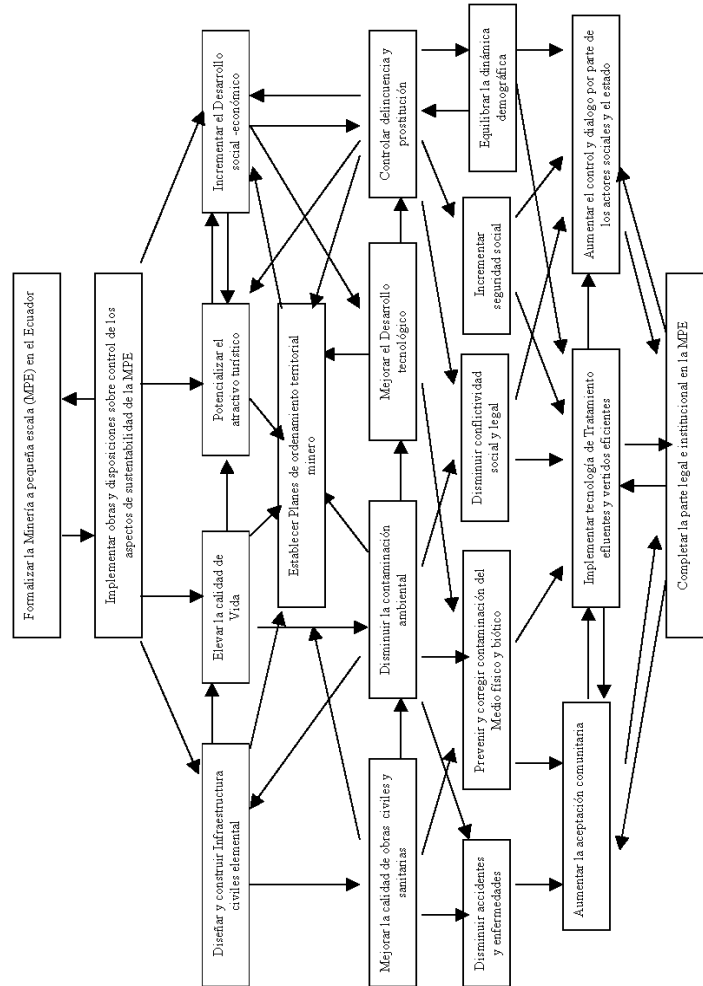 Formalizar la Minería a pequeña escala (MPE) en el Ecuador
Implementar obras y disposiciones sobre control de los
aspectos de sustentabilidad de la MPE
Diseñar y construir Infraestructura
civiles elemental
Elevar la calidad de
Vida
Potencializar el
atractivo turístico
Incrementar el Desarrollo
social -económico
Establecer Planes de ordenamiento territorial
minero
Mejorar la calidad de obras civiles y
sanitarias
Disminuir la contaminación
ambiental
Mejorar el Desarrollo
tecnológico
Controlar delincuencia y
prostitución
Disminuir accidentes
y enfermedades
Prevenir y corregir contaminación del
Medio físico y biótico
Disminuir conflictividad
social y legal
Incrementar
seguridad social
Equilibrar la dinámica
demográfica
Aumentar la aceptación comunitaria
Implementar tecnología de Tratamiento
efluentes y vertidos eficientes
Aumentar el control y dialogo por parte de
los actores sociales y el estado
Completar la parte legal e institucional en la MPE